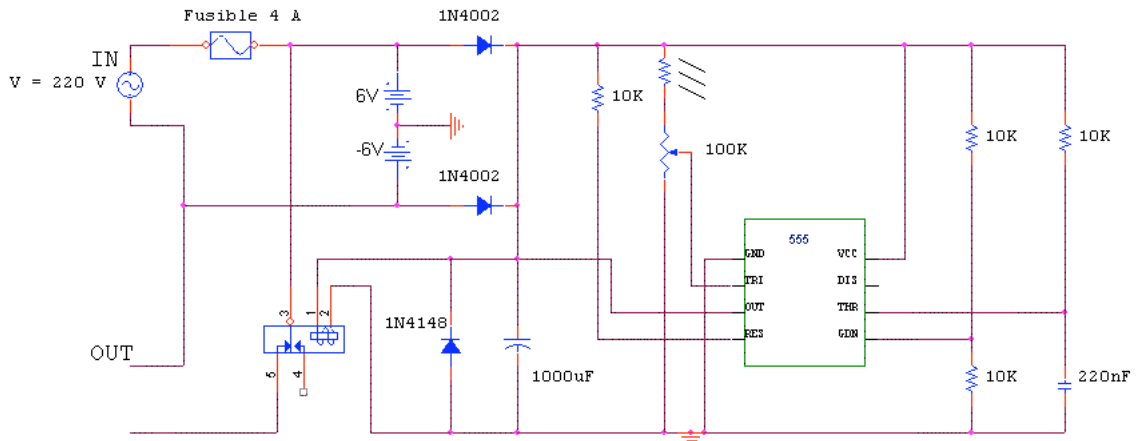 Fusible 4 A
1N4002
IN
V = 220 V
6V
10K
10K
10K
-6V
100K
1N4002
555
GND
VCC
TRI
DIS
OUT
THR
RES
GDN
3
1
2
1N4148
OUT
5
4
1000uF
10K
220nF